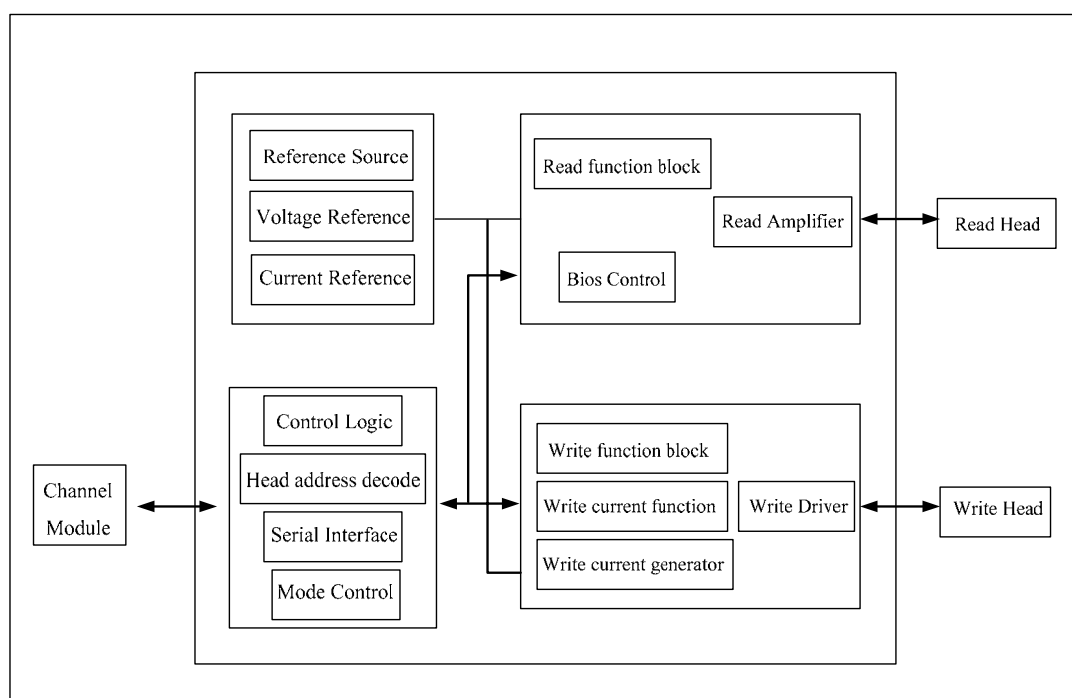 Reference Source
Voltage Reference
Current Reference
Read function block
Read Amplifier
Bios Control
Read Head
Control Logic
Head address decode
Serial Interface
Mode Control
Channel
Module
Write function block
Write current function
Write Driver
Write current generator
Write Head